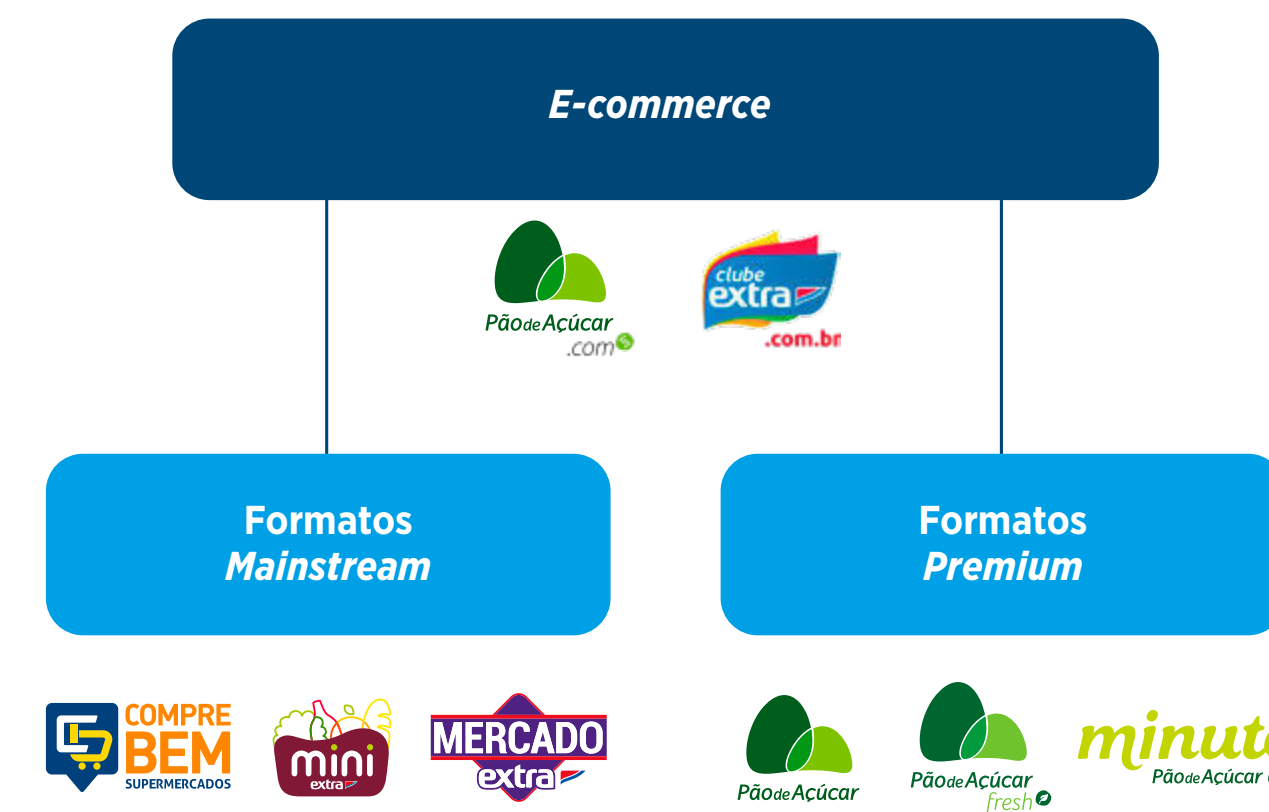 E-commerce
PãodeAçúcar
.com
clube
extra
.com.br
Formatos
Mainstream
Formatos
Premium
COMPRE
BEM
SUPERMERCADOS
mini
extra
MERCADO
extra
PãodeAçúcar
PãodeAçúcar
fresh
minuto
PãodeAçúcar